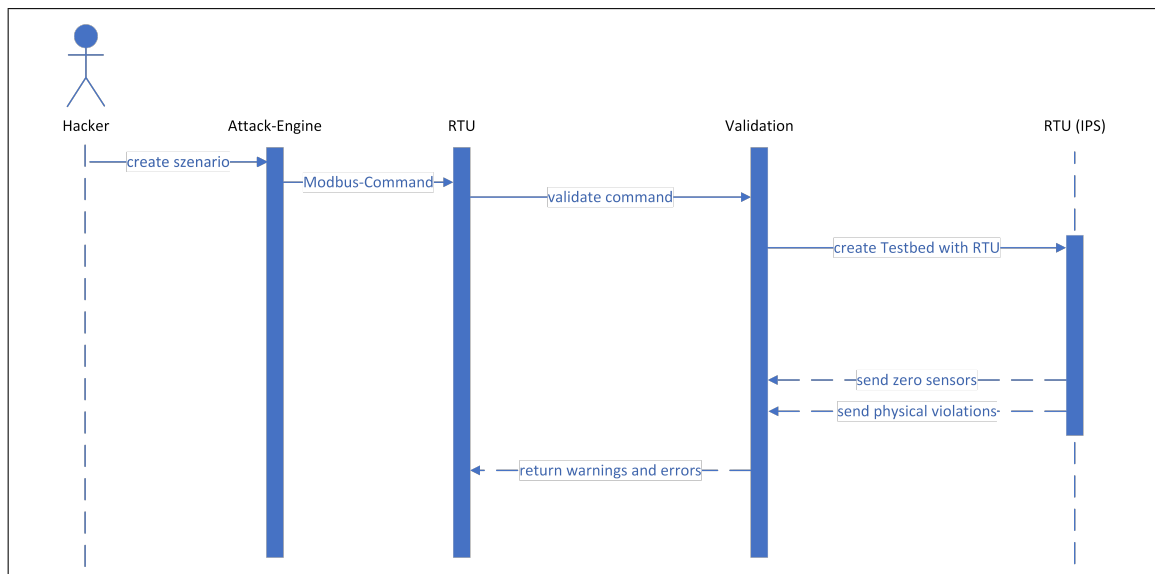 Hacker
Attack-Engine
RTU
Validation
RTU (IPS)
create szenario
Modbus-Command
validate command
create Testbed with RTU
send zero sensors
send physical violations
return warnings and errors